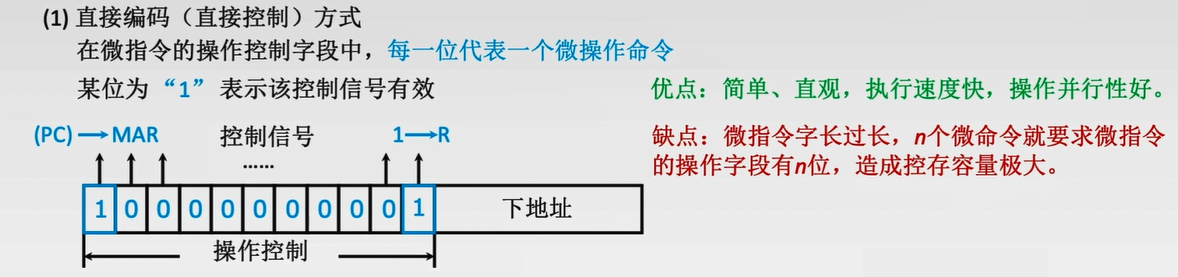 (1) 直接编码（直接控制）方式
在微指令的操作控制字段中，每一位代表一个微操作命令
某位为“1”表示该控制信号有效
优点：简单、直观，执行速度快，操作并行性好。
缺点：微指令字长过长，n个微命令就要求微指令
的操作字段有n位，造成控存容量极大。
(PC)→MAR 控制信号 1→R
……
1 0 0 0 0 0 0 0 0 0 1 下地址
操作控制